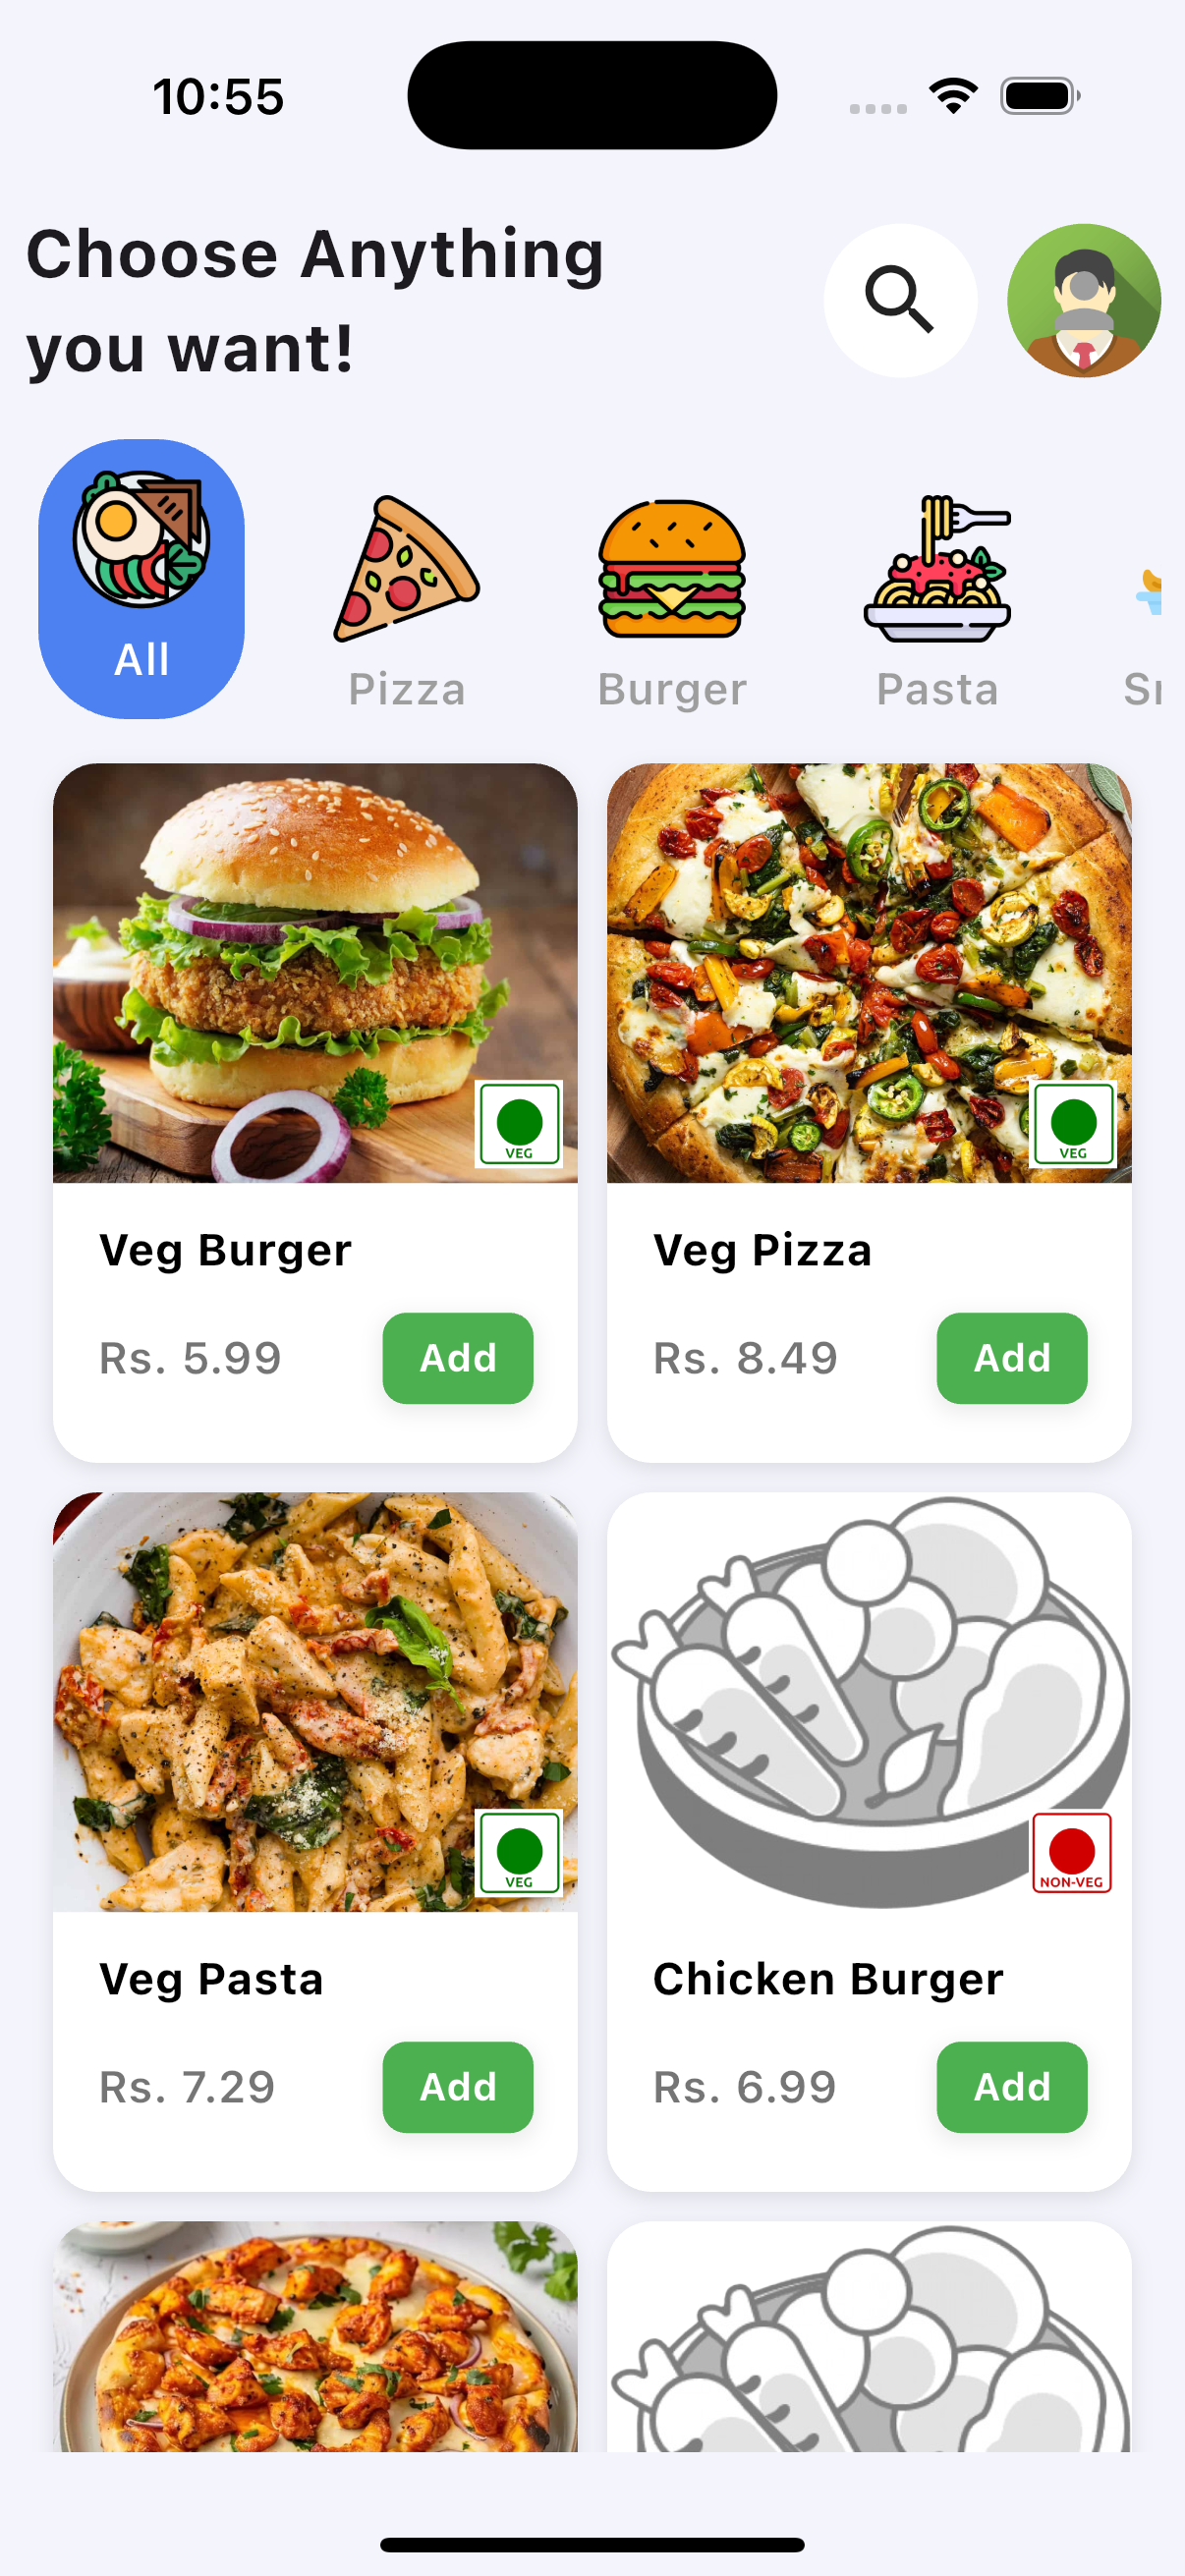 10:55
Choose Anything
you want!
All
Pizza
Burger
Pasta
VEG
VEG
Veg Burger
Veg Pizza
Rs. 5.99
Add
Rs. 8.49
Add
VEG
NON-VEG
Veg Pasta
Chicken Burger
Rs. 7.29
Add
Rs. 6.99
Add